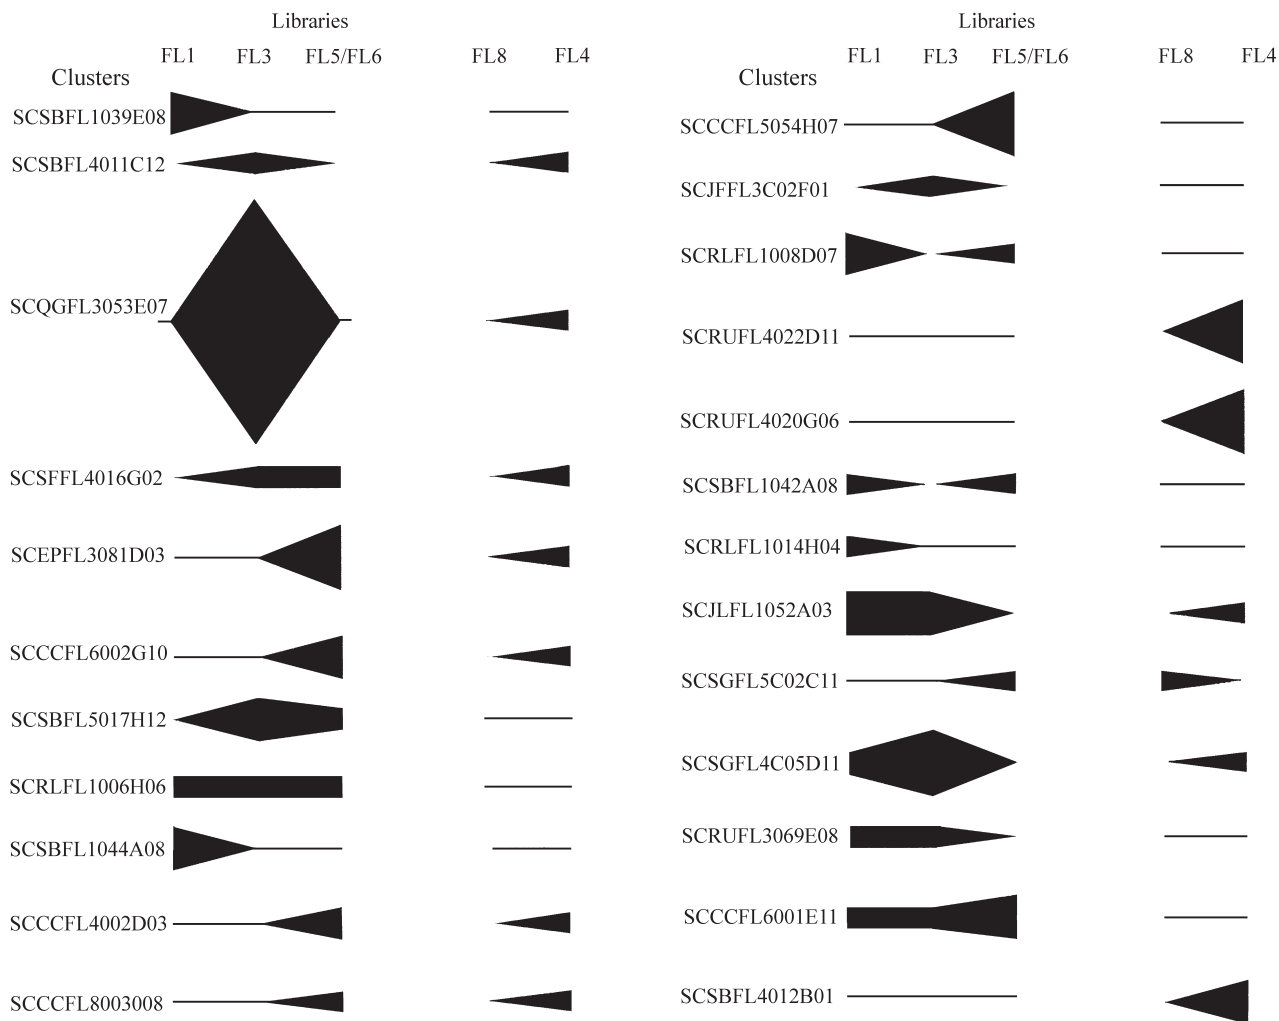 Libraries
FL1 FL3 FL5/FL6 FL8 FL4
Clusters
SCSBFL1039E08
SCSBFL4011C12
SCQGFL3053E07
SCSFFL4016G02
SCEPFL3081D03
SCCCFL6002G10
SCSBFL5017H12
SCRLFL1006H06
SCSBFL1044A08
SCCCFL4002D03
SCCCFL8003008
Libraries
FL1 FL3 FL5/FL6 FL8 FL4
Clusters
SCCCFL5054H07
SCJFFL3C02F01
SCRLFL1008D07
SCRUFL4022D11
SCRUFL4020G06
SCSBFL1042A08
SCRLFL1014H04
SCJLFL1052A03
SCSGFL5C02C11
SCSGFL4C05D11
SCRUFL3069E08
SCCCFL6001E11
SCSBFL4012B01